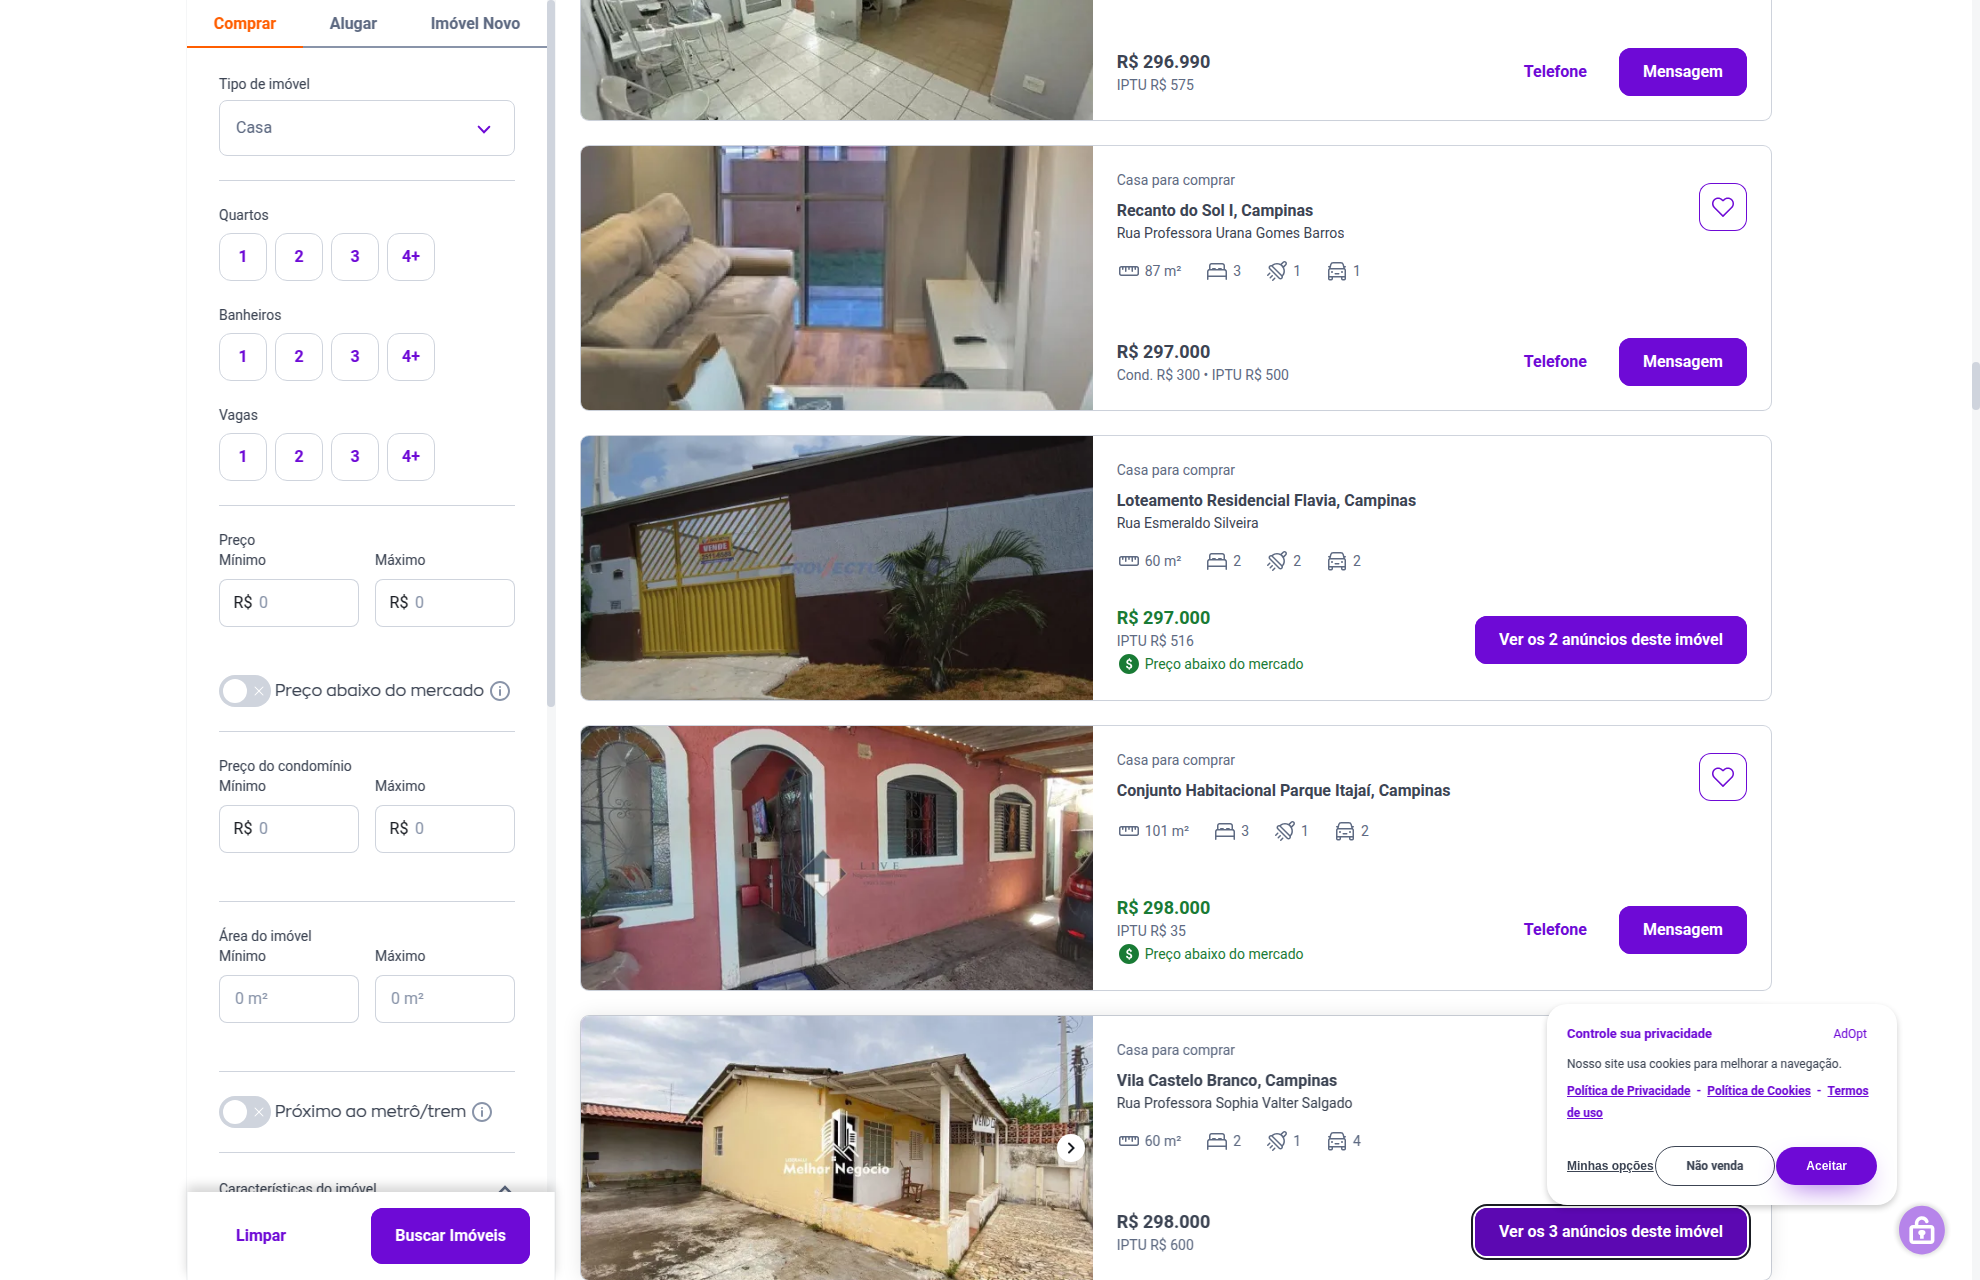 Comprar
Alugar
Imóvel Novo
Tipo de imóvel
Casa
Quartos
1
2
3
4+
Banheiros
1
2
3
4+
Vagas
1
2
3
4+
Preço
Mínimo
Máximo
R$ 0
R$ 0
Preço abaixo do mercado
Preço do condomínio
Mínimo
Máximo
R$ 0
R$ 0
Área do imóvel
Mínimo
Máximo
0 m²
0 m²
Próximo ao metrô/trem
Características do imóvel
Limpar
Buscar Imóveis
R$ 296.990
IPTU R$ 575
Telefone
Mensagem
Casa para comprar
Recanto do Sol I, Campinas
Rua Professora Urana Gomes Barros
87 m²
3
1
1
R$ 297.000
Cond. R$ 300 • IPTU R$ 500
Telefone
Mensagem
VENDE
PROVECTO
Casa para comprar
Loteamento Residencial Flavia, Campinas
Rua Esmeraldo Silveira
60 m²
2
2
2
R$ 297.000
IPTU R$ 516
Preço abaixo do mercado
Ver os 2 anúncios deste imóvel
LIVE
Casa para comprar
Conjunto Habitacional Parque Itajaí, Campinas
101 m²
3
1
2
R$ 298.000
IPTU R$ 35
Preço abaixo do mercado
Telefone
Mensagem
Melhor Negócio
Casa para comprar
Vila Castelo Branco, Campinas
Rua Professora Sophia Valter Salgado
60 m²
2
1
4
R$ 298.000
IPTU R$ 600
Ver os 3 anúncios deste imóvel
Controle sua privacidade
AdOpt
Nosso site usa cookies para melhorar a navegação.
Política de Privacidade - Política de Cookies - Termos
de uso
Minhas opções
Não venda
Aceitar